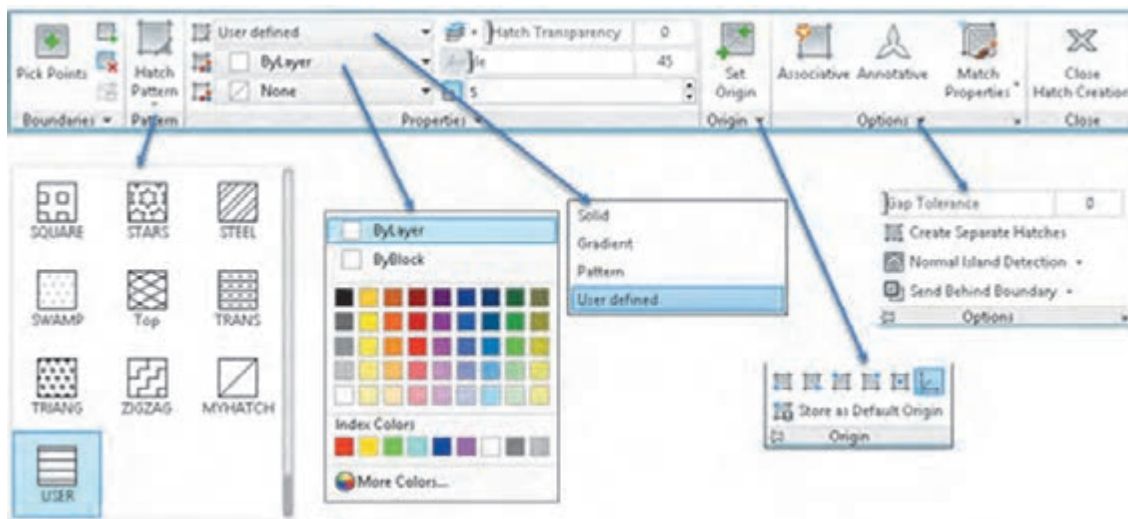 User defined
Hatch Transparency 0
ByLayer
45
None
5
Pick Points
Hatch
Pattern
Set
Origin
Associative
Annotative
Match
Properties
Close
Hatch Creation
Boundaries
Pattern
Properties
Origin
Options
Close
SQUARE
STARS
STEEL
SWAMP
Top
TRANS
TRIANG
ZIGZAG
MYHATCH
USER
ByLayer
ByBlock
Index Colors
More Colors...
Solid
Gradient
Pattern
User defined
Gap Tolerance 0
Create Separate Hatches
Normal Island Detection
Send Behind Boundary
Options
Store as Default Origin
Origin